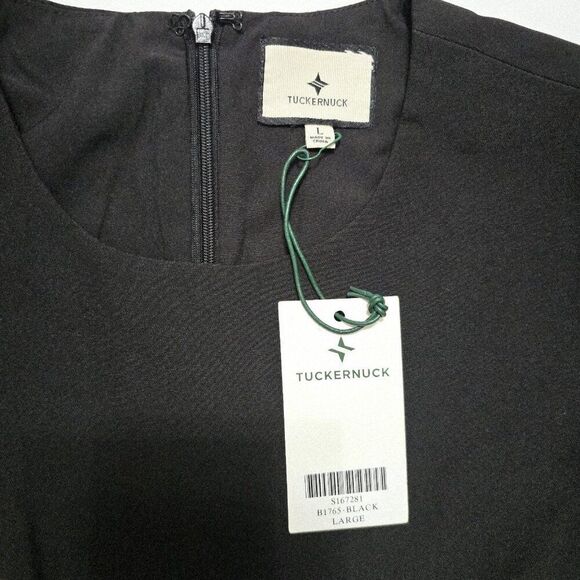 TUCKERNUCK
L
MADE IN
CHINA
TUCKERNUCK
S167281
B1765-BLACK
LARGE